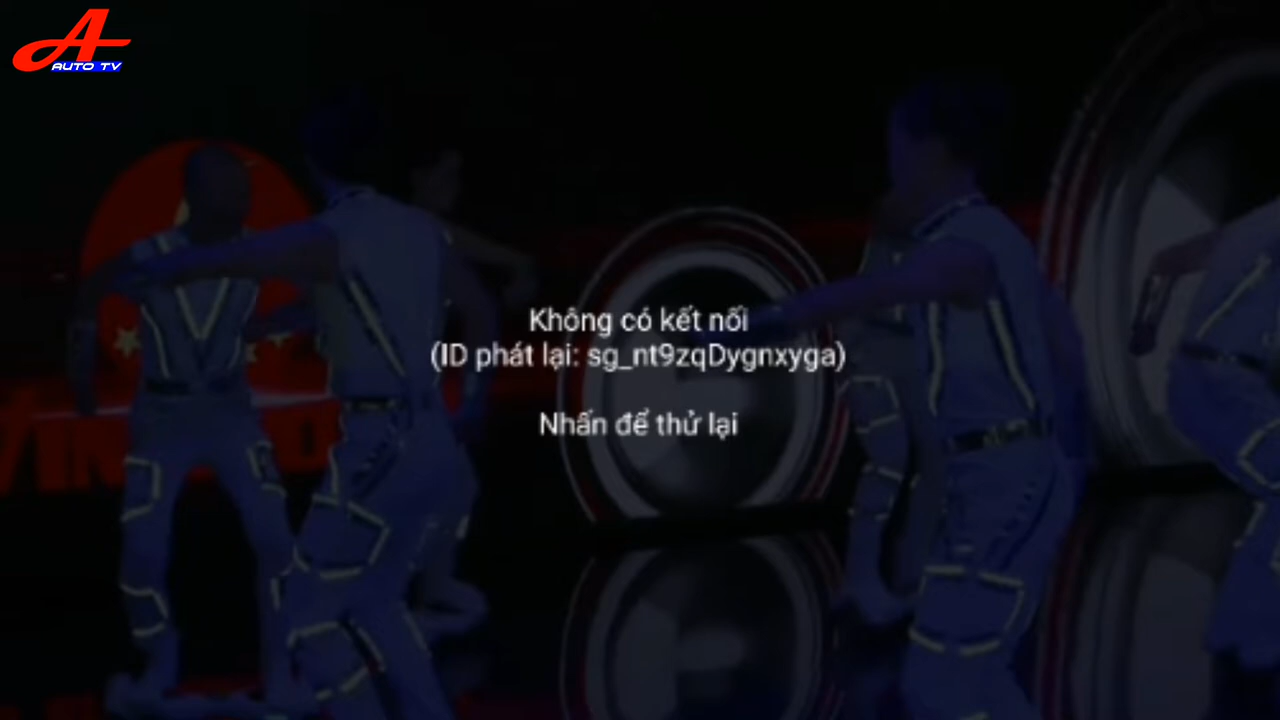 A
AUTO TV
Không có kết nối
(ID phát lại: sg_nt9zqDygnxyga)
Nhấn để thử lại